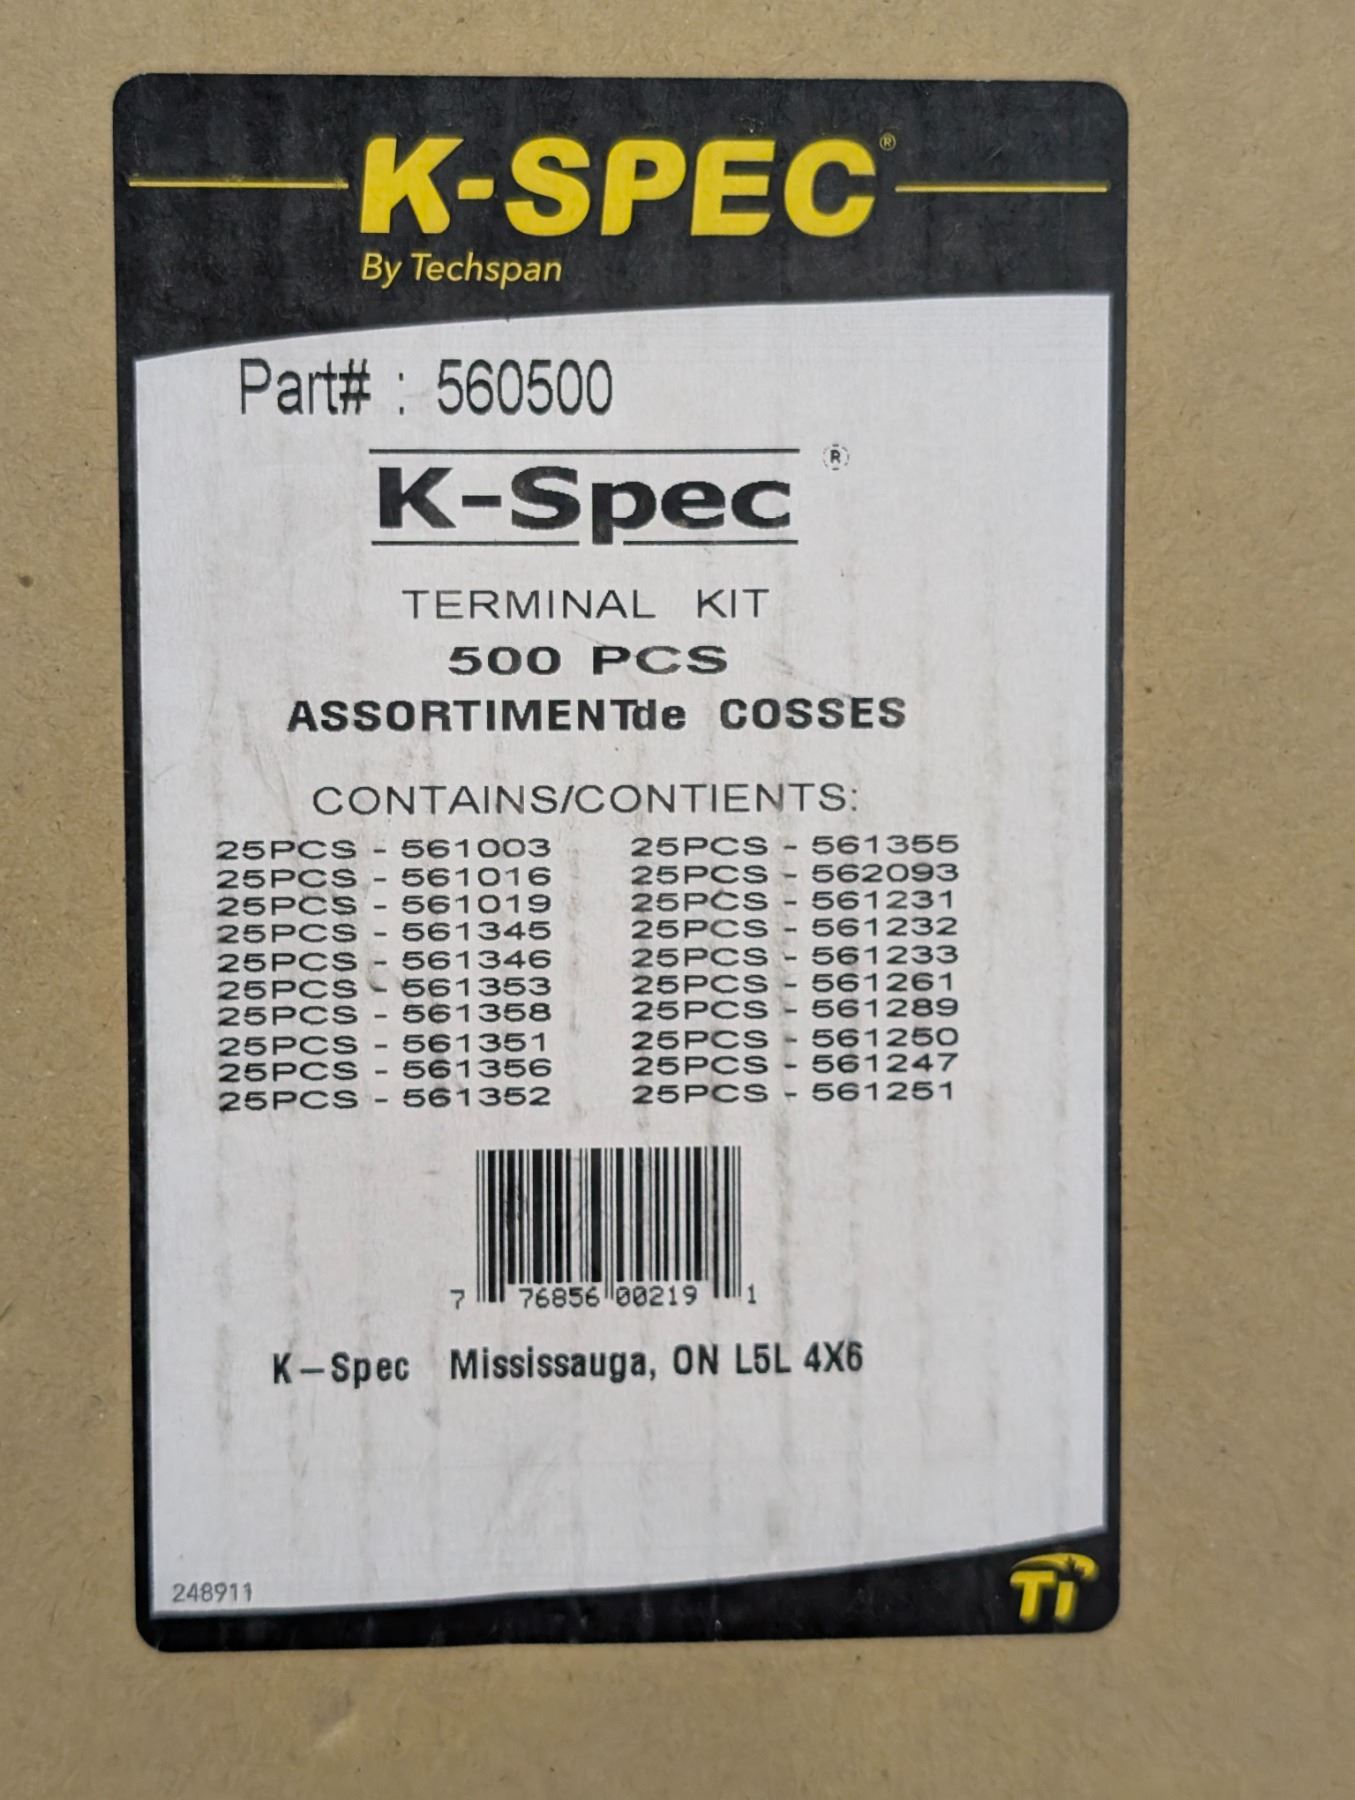 K-SPEC®
By Techspan
Part# : 560500
K-Spec ®
TERMINAL KIT
500 PCS
ASSORTIMENTde COSSES
CONTAINS/CONTIENTS:
25PCS - 561003 25PCS - 561355
25PCS - 561016 25PCS - 562093
25PCS - 561019 25PCS - 561231
25PCS - 561345 25PCS - 561232
25PCS - 561346 25PCS - 561233
25PCS - 561353 25PCS - 561261
25PCS - 561358 25PCS - 561289
25PCS - 561351 25PCS - 561250
25PCS - 561356 25PCS - 561247
25PCS - 561352 25PCS - 561251
7 76856 00219 1
K-Spec Mississauga, ON L5L 4X6
248911
TI